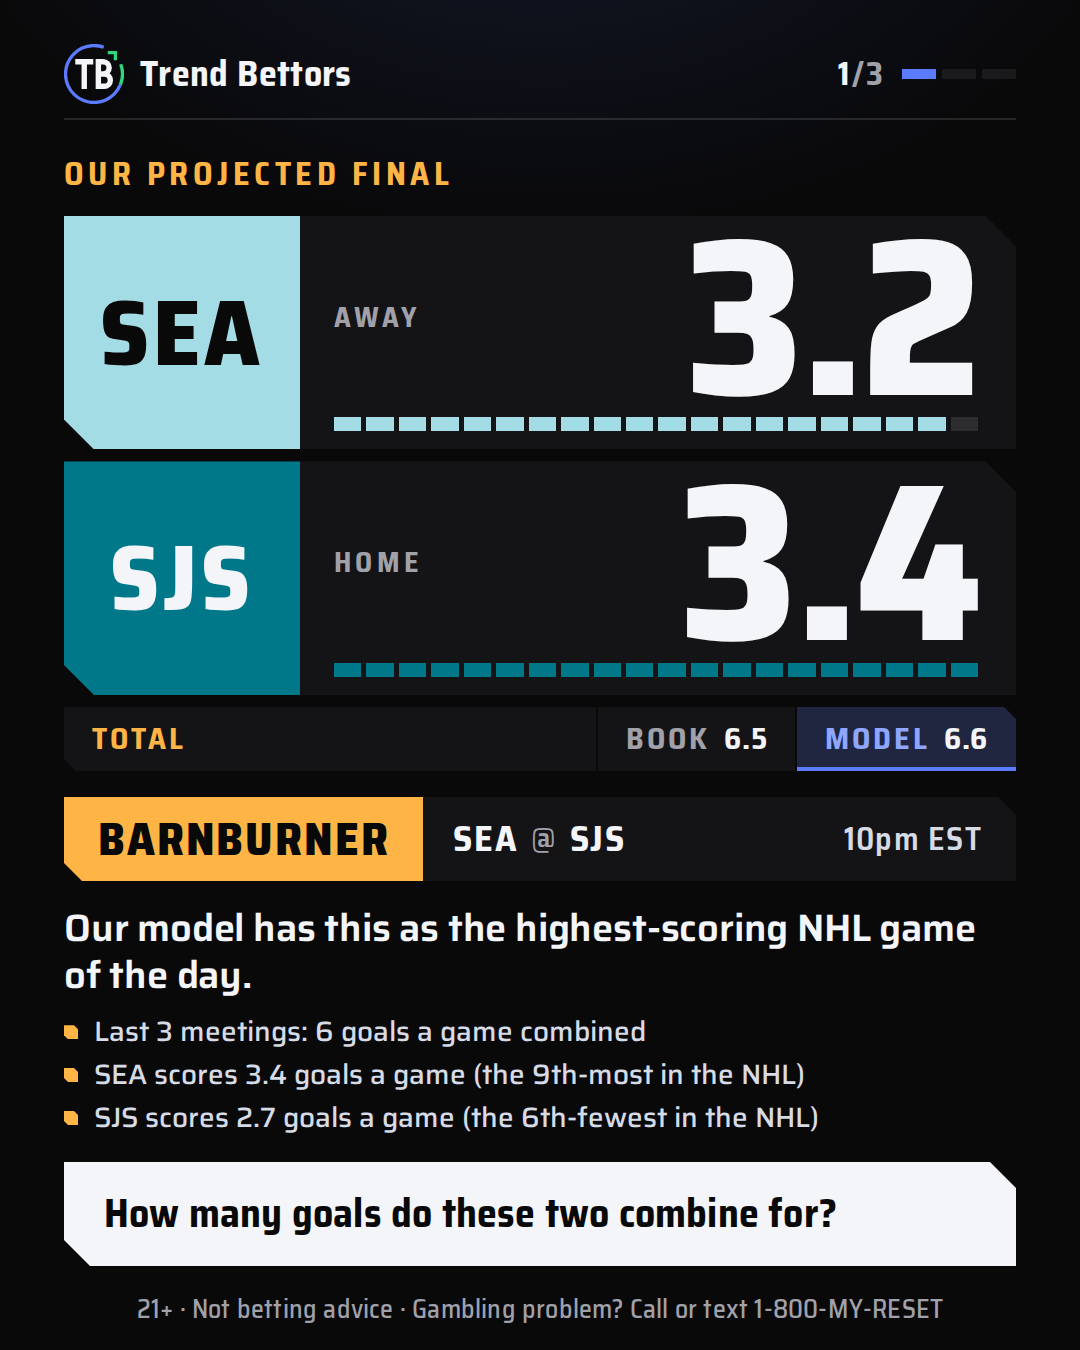 TB Trend Bettors
1/3
OUR PROJECTED FINAL
SEA
AWAY
3.2
SJS
HOME
3.4
TOTAL
BOOK 6.5
MODEL 6.6
BARNBURNER
SEA @ SJS
10pm EST
Our model has this as the highest-scoring NHL game
of the day.
Last 3 meetings: 6 goals a game combined
SEA scores 3.4 goals a game (the 9th-most in the NHL)
SJS scores 2.7 goals a game (the 6th-fewest in the NHL)
How many goals do these two combine for?
21+ · Not betting advice · Gambling problem? Call or text 1-800-MY-RESET